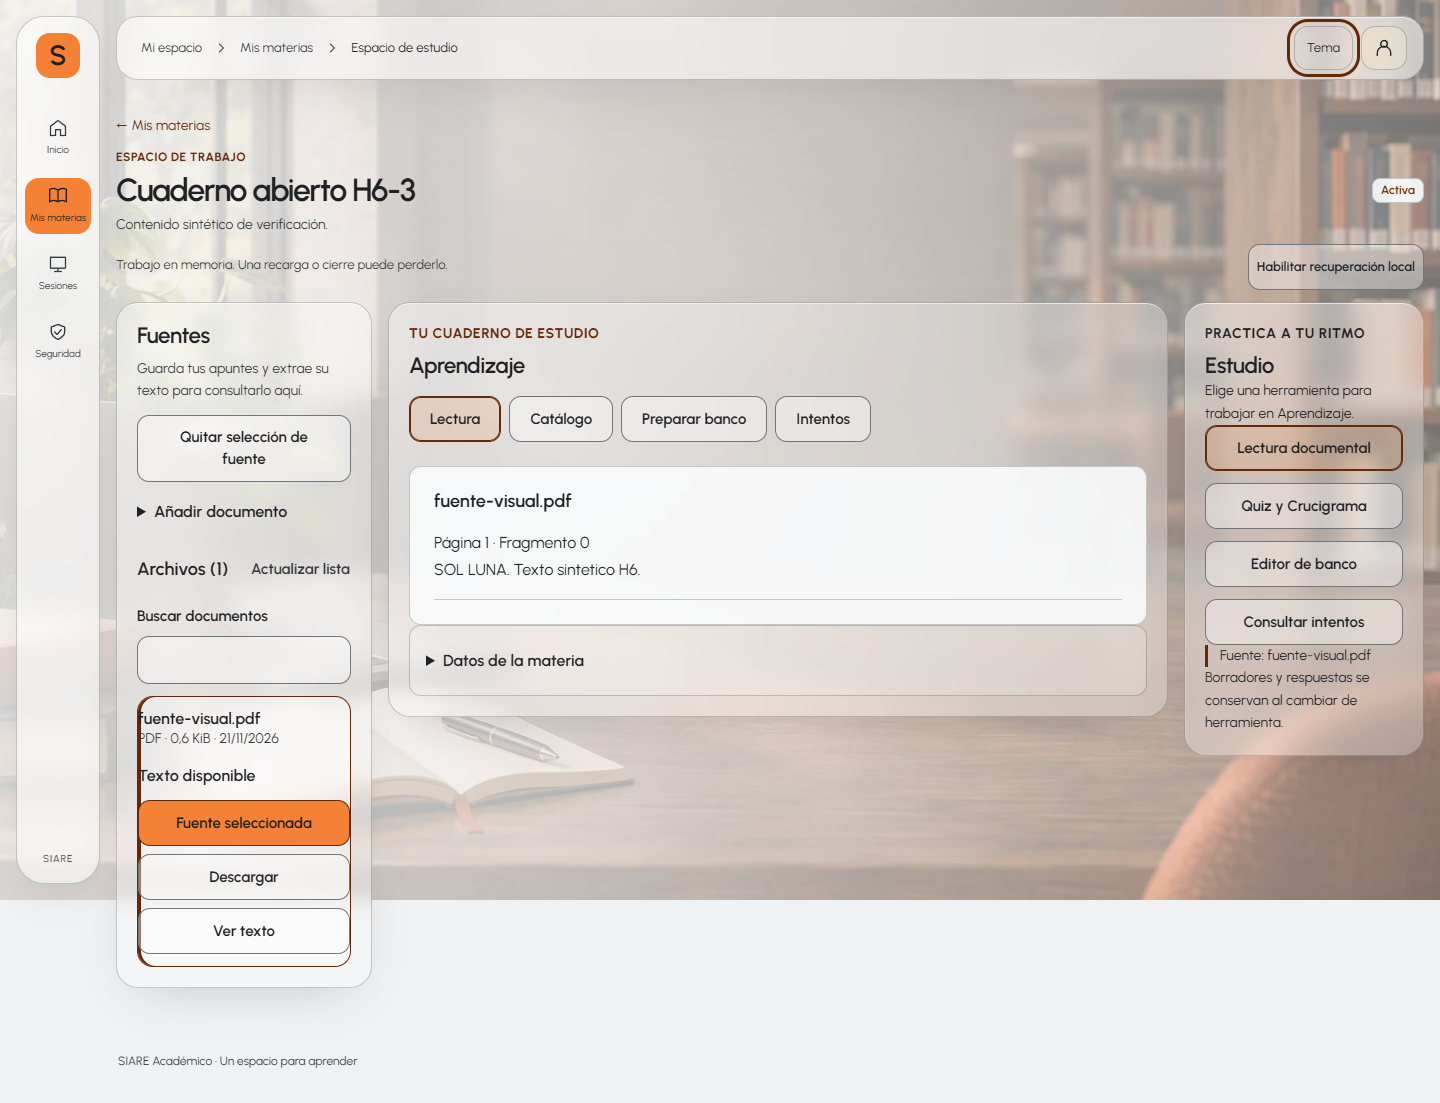 S
Mi espacio > Mis materias > Espacio de estudio
Tema
Inicio
Mis materias
Sesiones
Seguridad
SIARE
← Mis materias
ESPACIO DE TRABAJO
Cuaderno abierto H6-3
Activa
Contenido sintético de verificación.
Trabajo en memoria. Una recarga o cierre puede perderlo.
Habilitar recuperación local
Fuentes
Guarda tus apuntes y extrae su
texto para consultarlo aquí.
Quitar selección de
fuente
Añadir documento
Archivos (1)
Actualizar lista
Buscar documentos
fuente-visual.pdf
PDF · 0,6 KiB · 21/11/2026
Texto disponible
Fuente seleccionada
Descargar
Ver texto
TU CUADERNO DE ESTUDIO
Aprendizaje
Lectura
Catálogo
Preparar banco
Intentos
fuente-visual.pdf
Página 1 · Fragmento 0
SOL LUNA. Texto sintetico H6.
Datos de la materia
PRACTICA A TU RITMO
Estudio
Elige una herramienta para
trabajar en Aprendizaje.
Lectura documental
Quiz y Crucigrama
Editor de banco
Consultar intentos
Fuente: fuente-visual.pdf
Borradores y respuestas se
conservan al cambiar de
herramienta.
SIARE Académico · Un espacio para aprender